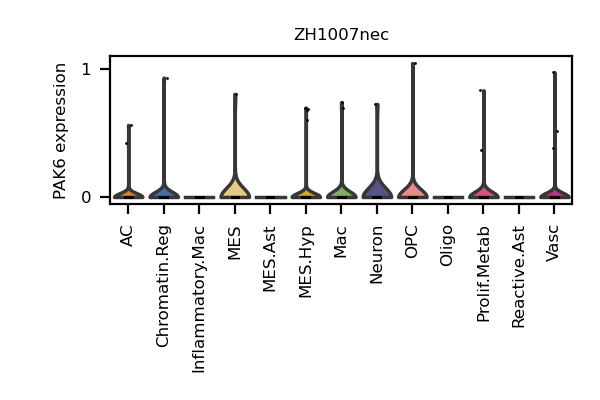 ZH1007nec
PAK6 expression
1
0
AC
Chromatin.Reg
Inflammatory.Mac
MES
MES.Ast
MES.Hyp
Mac
Neuron
OPC
Oligo
Prolif.Metab
Reactive.Ast
Vasc